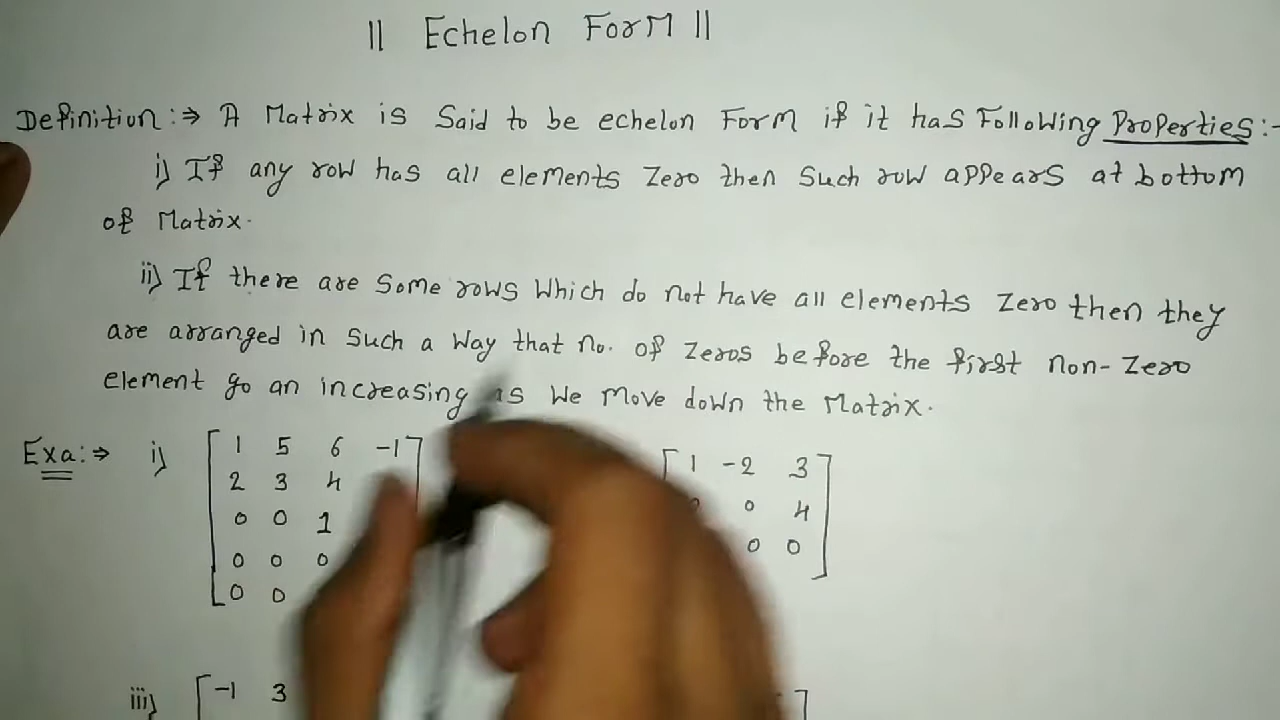 || Echelon Form ||
Definition :⇒ A Matrix is Said to be echelon Form if it has Following Properties :-
i) If any row has all elements Zero then Such row appears at bottom
of Matrix.
ii) If there are Some rows Which do not have all elements Zero then they
are arranged in Such a Way that no. of Zeros before the first non-Zero
element go an increasing as We Move down the Matrix.
Exa :⇒ i) [ 1 5 6 -1 ]
2 3 4
0 0 1
0 0 0
0 0
[ 1 -2 3 ]
0 4
0 0
iii) [ -1 3